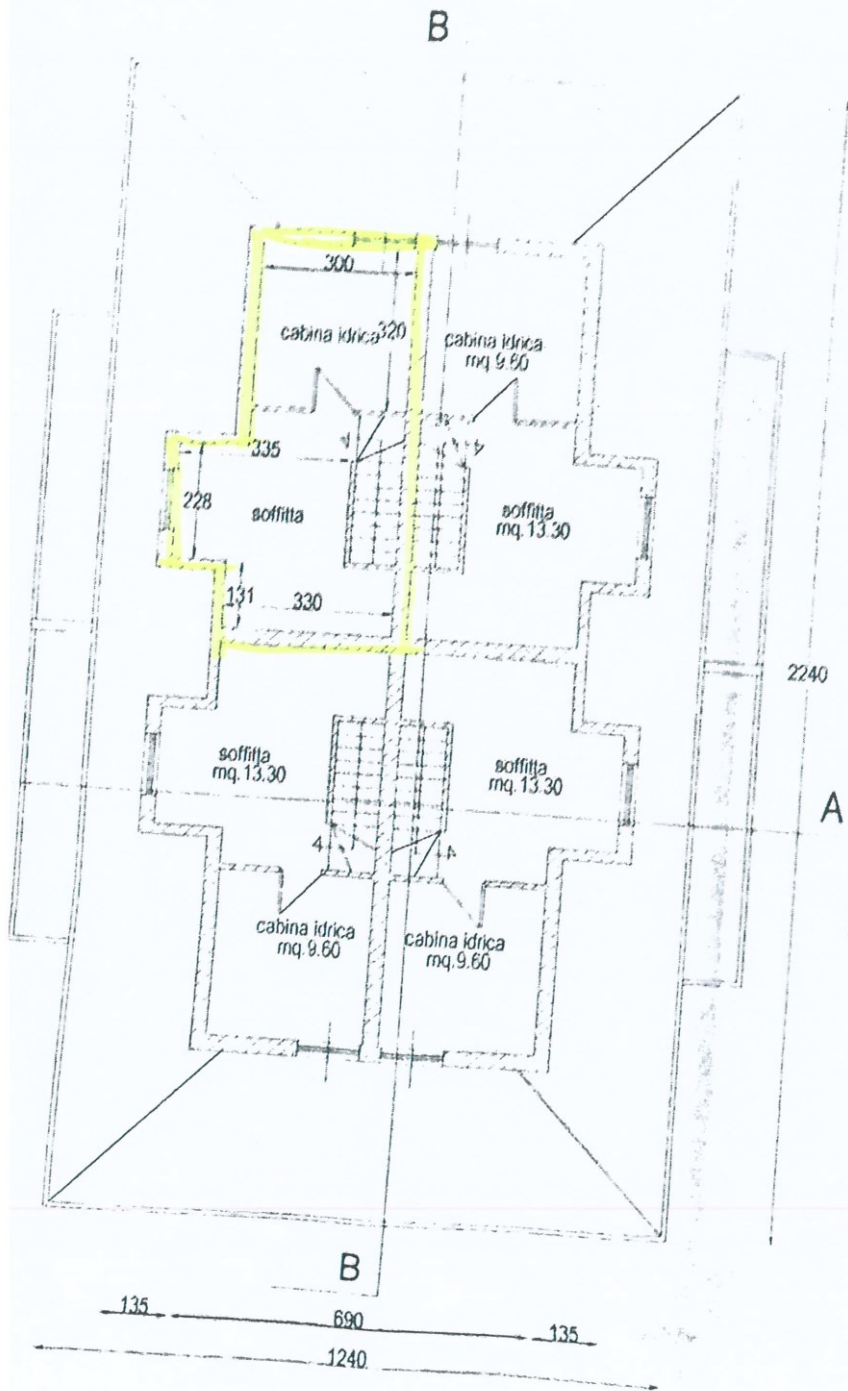 B
300
cabina idrica
320
cabina idrica
mq. 9.60
335
228
soffitta
soffitta
mq. 13.30
4
131
330
2240
soffitta
mq. 13.30
soffitta
mq. 13.30
A
4
4
cabina idrica
mq. 9.60
cabina idrica
mq. 9.60
B
135
690
135
1240